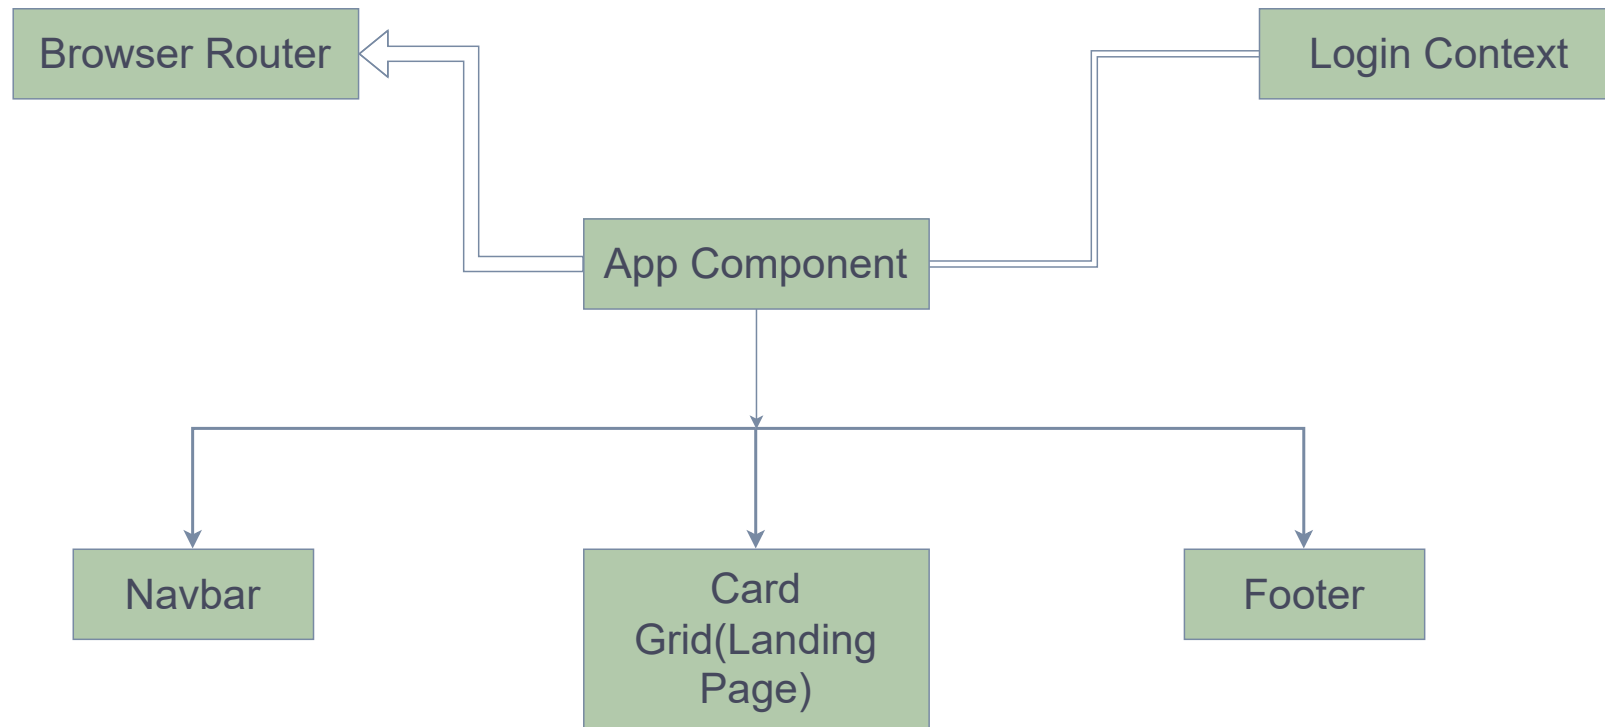 Browser Router
Login Context
App Component
Navbar
Card
Grid(Landing
Page)
Footer